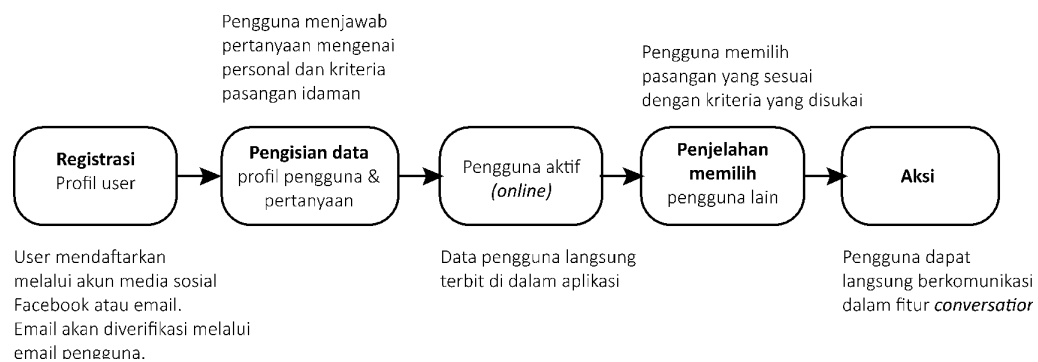 Pengguna menjawab
pertanyaan mengenai
personal dan kriteria
pasangan idaman
Pengguna memilih
pasangan yang sesuai
dengan kriteria yang disukai
Registrasi
Profil user
Pengisian data
profil pengguna &
pertanyaan
Pengguna aktif
(online)
Penjelahan
memilih
pengguna lain
Aksi
User mendaftarkan
melalui akun media sosial
Facebook atau email.
Email akan diverifikasi melalui
email pengguna.
Data pengguna langsung
terbit di dalam aplikasi
Pengguna dapat
langsung berkomunikasi
dalam fitur